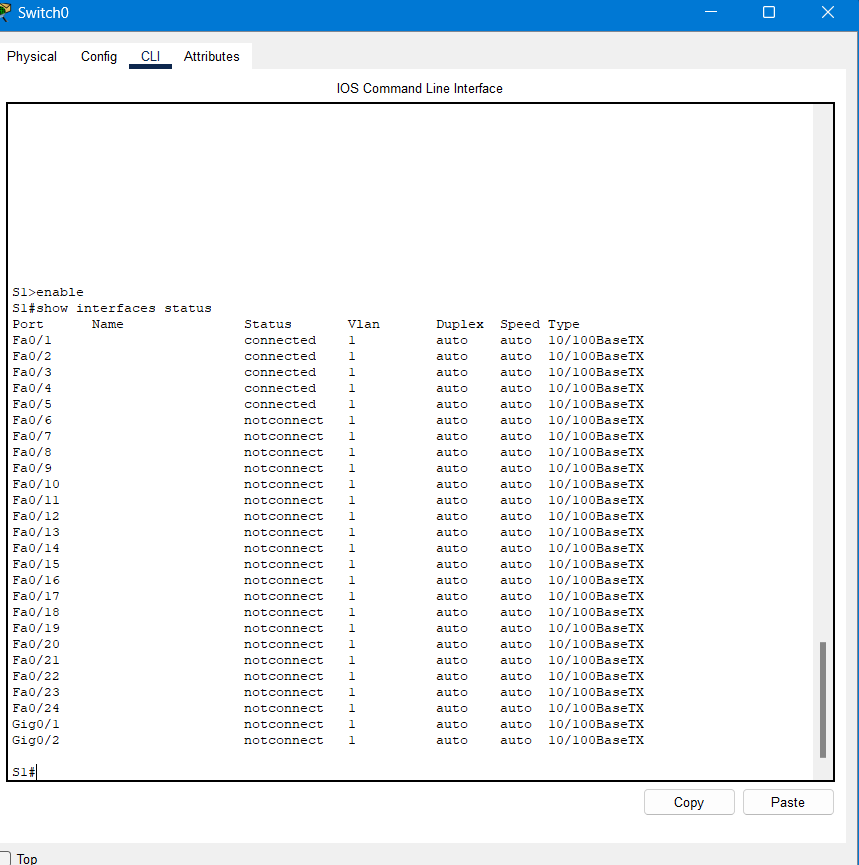 Switch0
Physical Config CLI Attributes
IOS Command Line Interface
S1>enable
S1#show interfaces status
Port Name Status Vlan Duplex Speed Type
Fa0/1 connected 1 auto auto 10/100BaseTX
Fa0/2 connected 1 auto auto 10/100BaseTX
Fa0/3 connected 1 auto auto 10/100BaseTX
Fa0/4 connected 1 auto auto 10/100BaseTX
Fa0/5 connected 1 auto auto 10/100BaseTX
Fa0/6 notconnect 1 auto auto 10/100BaseTX
Fa0/7 notconnect 1 auto auto 10/100BaseTX
Fa0/8 notconnect 1 auto auto 10/100BaseTX
Fa0/9 notconnect 1 auto auto 10/100BaseTX
Fa0/10 notconnect 1 auto auto 10/100BaseTX
Fa0/11 notconnect 1 auto auto 10/100BaseTX
Fa0/12 notconnect 1 auto auto 10/100BaseTX
Fa0/13 notconnect 1 auto auto 10/100BaseTX
Fa0/14 notconnect 1 auto auto 10/100BaseTX
Fa0/15 notconnect 1 auto auto 10/100BaseTX
Fa0/16 notconnect 1 auto auto 10/100BaseTX
Fa0/17 notconnect 1 auto auto 10/100BaseTX
Fa0/18 notconnect 1 auto auto 10/100BaseTX
Fa0/19 notconnect 1 auto auto 10/100BaseTX
Fa0/20 notconnect 1 auto auto 10/100BaseTX
Fa0/21 notconnect 1 auto auto 10/100BaseTX
Fa0/22 notconnect 1 auto auto 10/100BaseTX
Fa0/23 notconnect 1 auto auto 10/100BaseTX
Fa0/24 notconnect 1 auto auto 10/100BaseTX
Gig0/1 notconnect 1 auto auto 10/100BaseTX
Gig0/2 notconnect 1 auto auto 10/100BaseTX
S1#
Copy Paste
Top